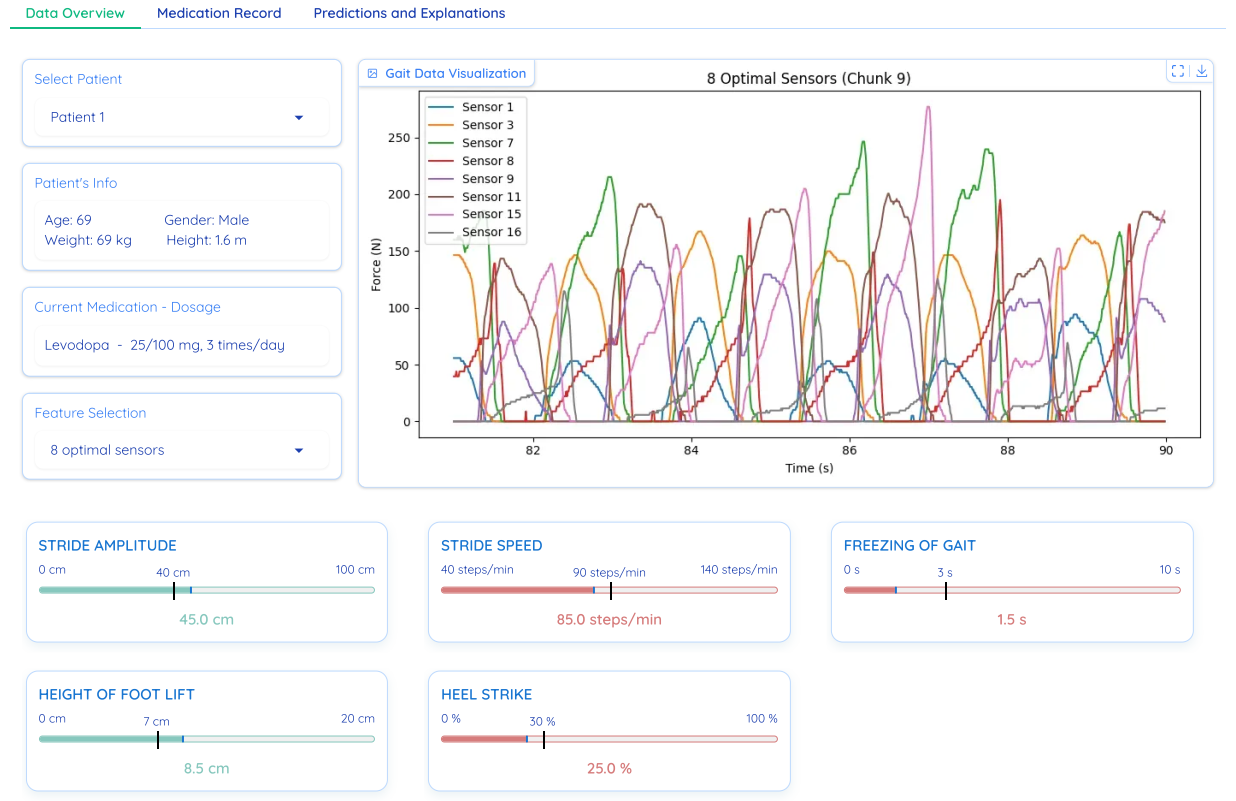 Data Overview Medication Record Predictions and Explanations
Select Patient
Patient 1
Patient's Info
Age: 69 Gender: Male
Weight: 69 kg Height: 1.6 m
Current Medication - Dosage
Levodopa - 25/100 mg, 3 times/day
Feature Selection
8 optimal sensors
Gait Data Visualization
8 Optimal Sensors (Chunk 9)
Sensor 1
Sensor 3
Sensor 7
Sensor 8
Sensor 9
Sensor 11
Sensor 15
Sensor 16
Force (N)
250
200
150
100
50
0
82 84 86 88 90
Time (s)
STRIDE AMPLITUDE
0 cm 40 cm 100 cm
45.0 cm
STRIDE SPEED
40 steps/min 90 steps/min 140 steps/min
85.0 steps/min
FREEZING OF GAIT
0 s 3 s 10 s
1.5 s
HEIGHT OF FOOT LIFT
0 cm 7 cm 20 cm
8.5 cm
HEEL STRIKE
0 % 30 % 100 %
25.0 %